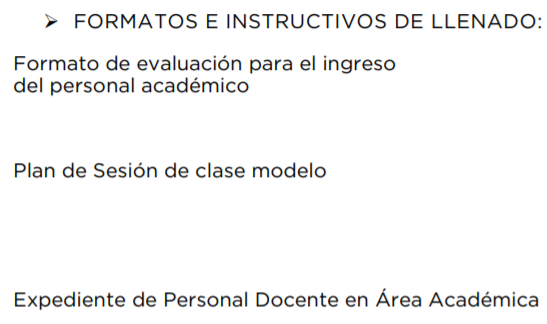 ➢ FORMATOS E INSTRUCTIVOS DE LLENADO:
Formato de evaluación para el ingreso
del personal académico
Plan de Sesión de clase modelo
Expediente de Personal Docente en Área Académica